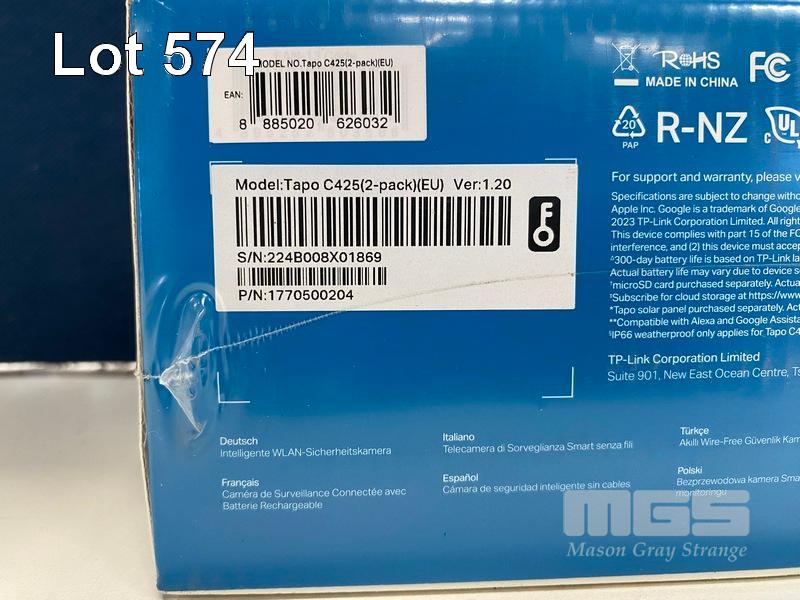 Lot 574
MODEL NO.Tapo C425(2-pack)(EU)
EAN:
8 885020 626032
Model:Tapo C425(2-pack)(EU) Ver:1.20
S/N:224B008X01869
P/N:1770500204
RoHS
MADE IN CHINA
FC
20
PAP
R-NZ
c UL
For support and warranty, please
Specifications are subject to change
Apple Inc. Google is a trademark of Google
2023 TP-Link Corporation Limited. All
This device complies with part 15 of the
interference, and (2) this device must
△300-day battery life is based on TP-Link
Actual battery life may vary due to device
†microSD card purchased separately.
‡Subscribe for cloud storage at
*Tapo solar panel purchased separately.
**Compatible with Alexa and Google
§IP66 weatherproof only applies for Tapo
TP-Link Corporation Limited
Suite 901, New East Ocean Centre,
Deutsch
Intelligente WLAN-Sicherheitskamera
Italiano
Telecamera di Sorveglianza Smart senza fili
Türkçe
Akıllı Wire-Free Güvenlik
Français
Caméra de Surveillance Connectée avec
Batterie Rechargeable
Español
Cámara de seguridad inteligente sin cables
Polski
Bezprzewodowa kamera
monitoringu
MGS
Mason Gray Strange